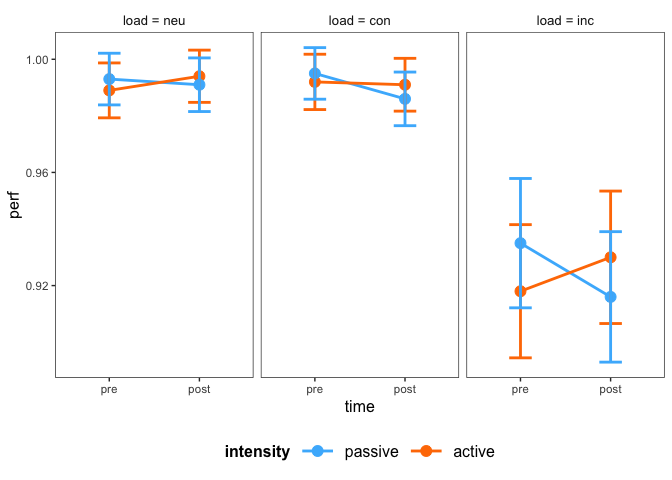 load = neu load = con load = inc
1.00
0.96
0.92
perf
pre post pre post pre post
time
intensity passive active